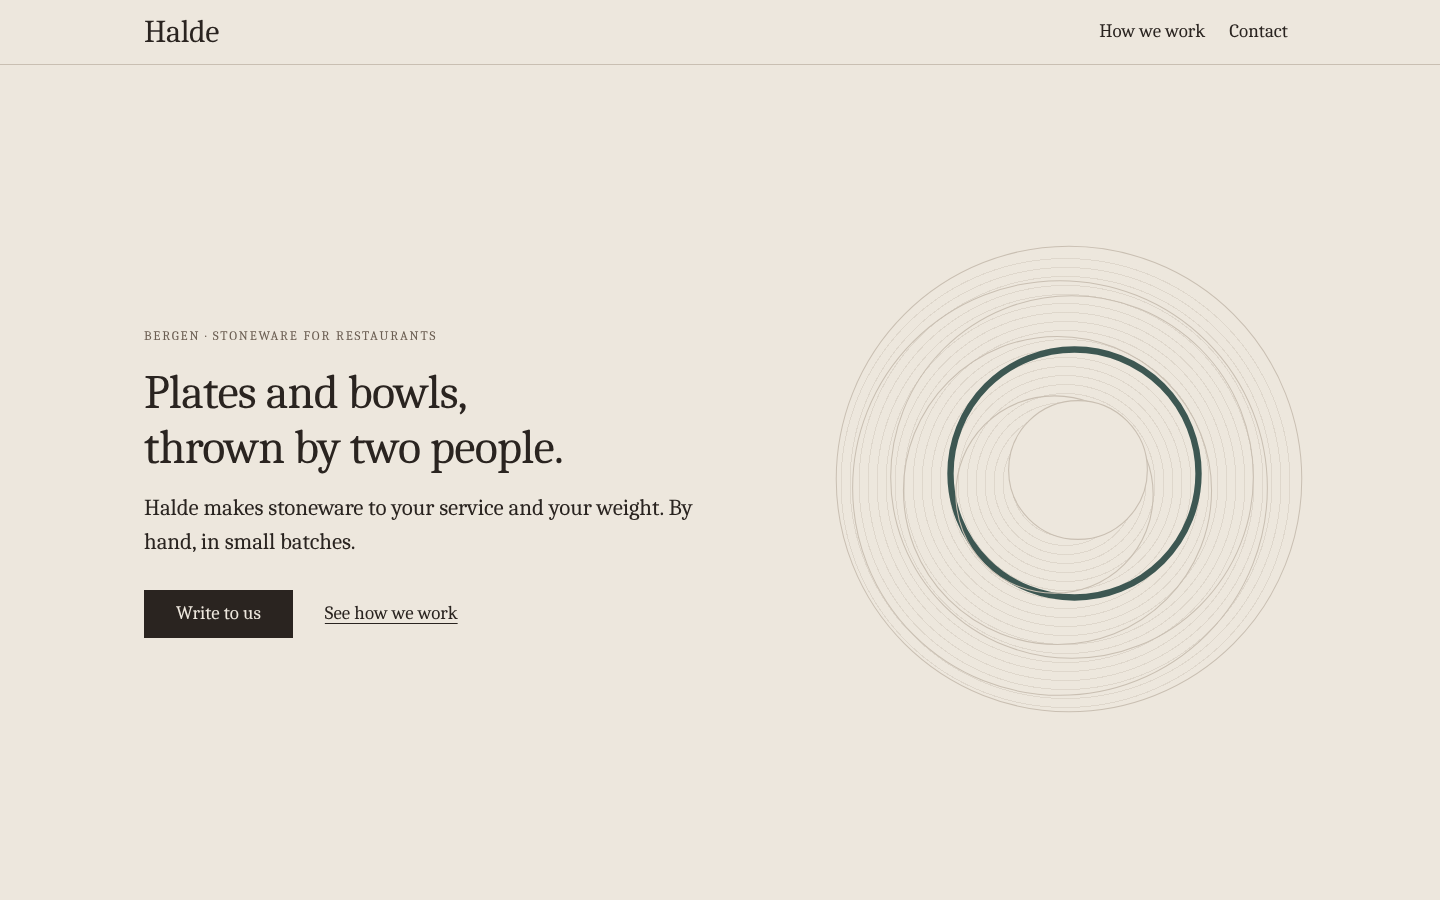 Halde
How we work
Contact
BERGEN · STONEWARE FOR RESTAURANTS
Plates and bowls,
thrown by two people.
Halde makes stoneware to your service and your weight. By
hand, in small batches.
Write to us
See how we work